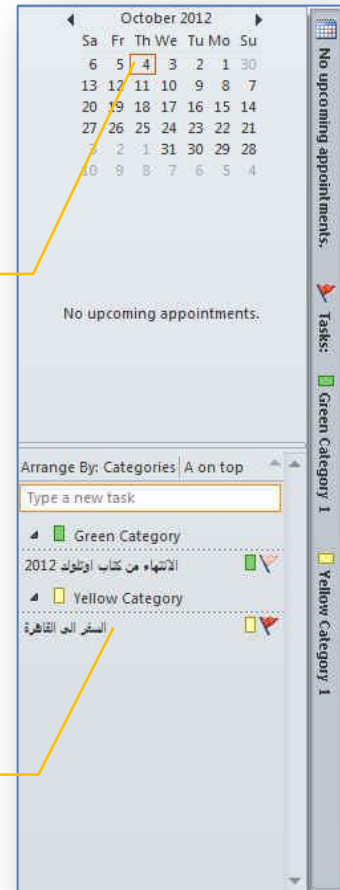 October 2012
Sa Fr Th We Tu Mo Su
6 5 4 3 2 1 30
13 12 11 10 9 8 7
20 19 18 17 16 15 14
27 26 25 24 23 22 21
3 2 1 31 30 29 28
10 9 8 7 6 5 4
No upcoming appointments.
Arrange By: Categories A on top
Type a new task
Green Category
الانتهاء من كتاب اوتلوك 2012
Yellow Category
السفر الى القاهرة
No upcoming appointments. Tasks: Green Category 1 Yellow Category 1